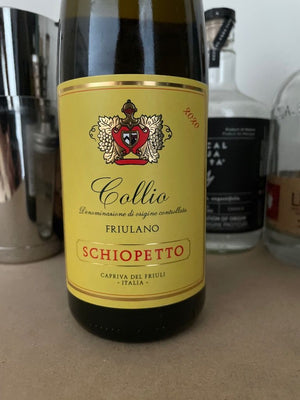 2020
Collio
Denominazione di origine controllata
FRIULANO
SCHIOPETTO
CAPRIVA DEL FRIULI
- ITALIA -